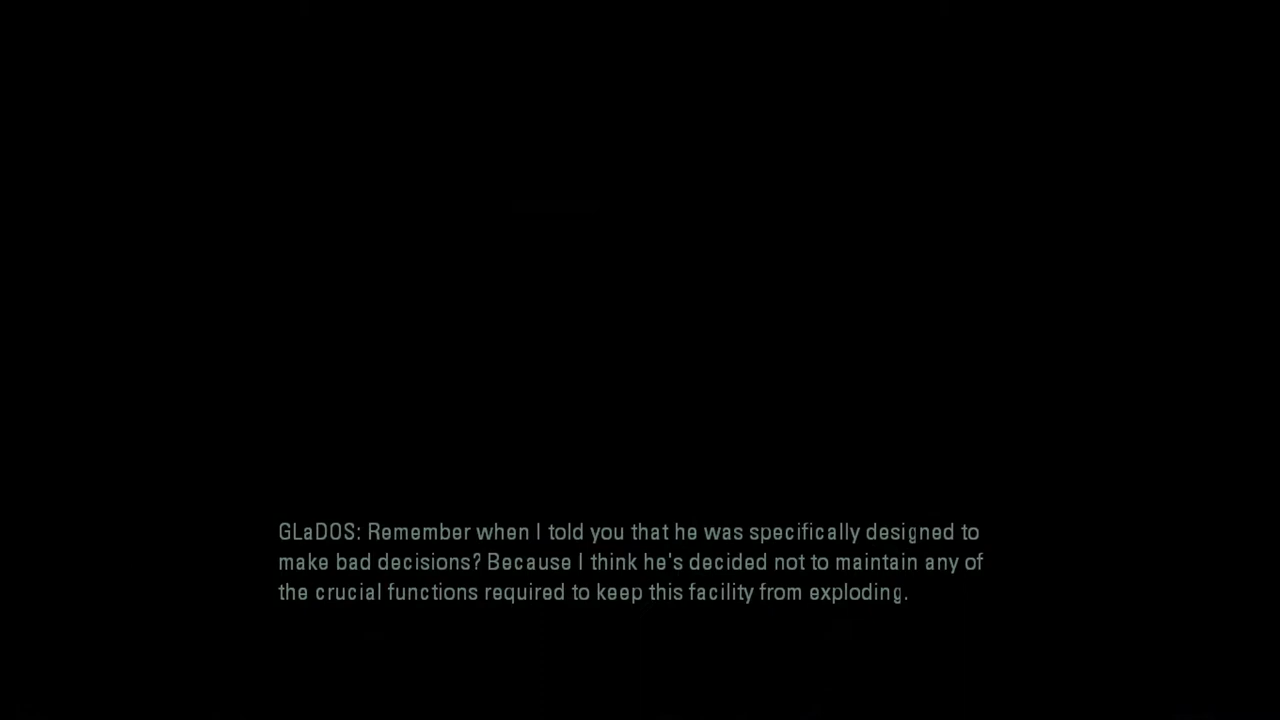 GLaDOS: Remember when I told you that he was specifically designed to
make bad decisions? Because I think he's decided not to maintain any of
the crucial functions required to keep this facility from exploding.